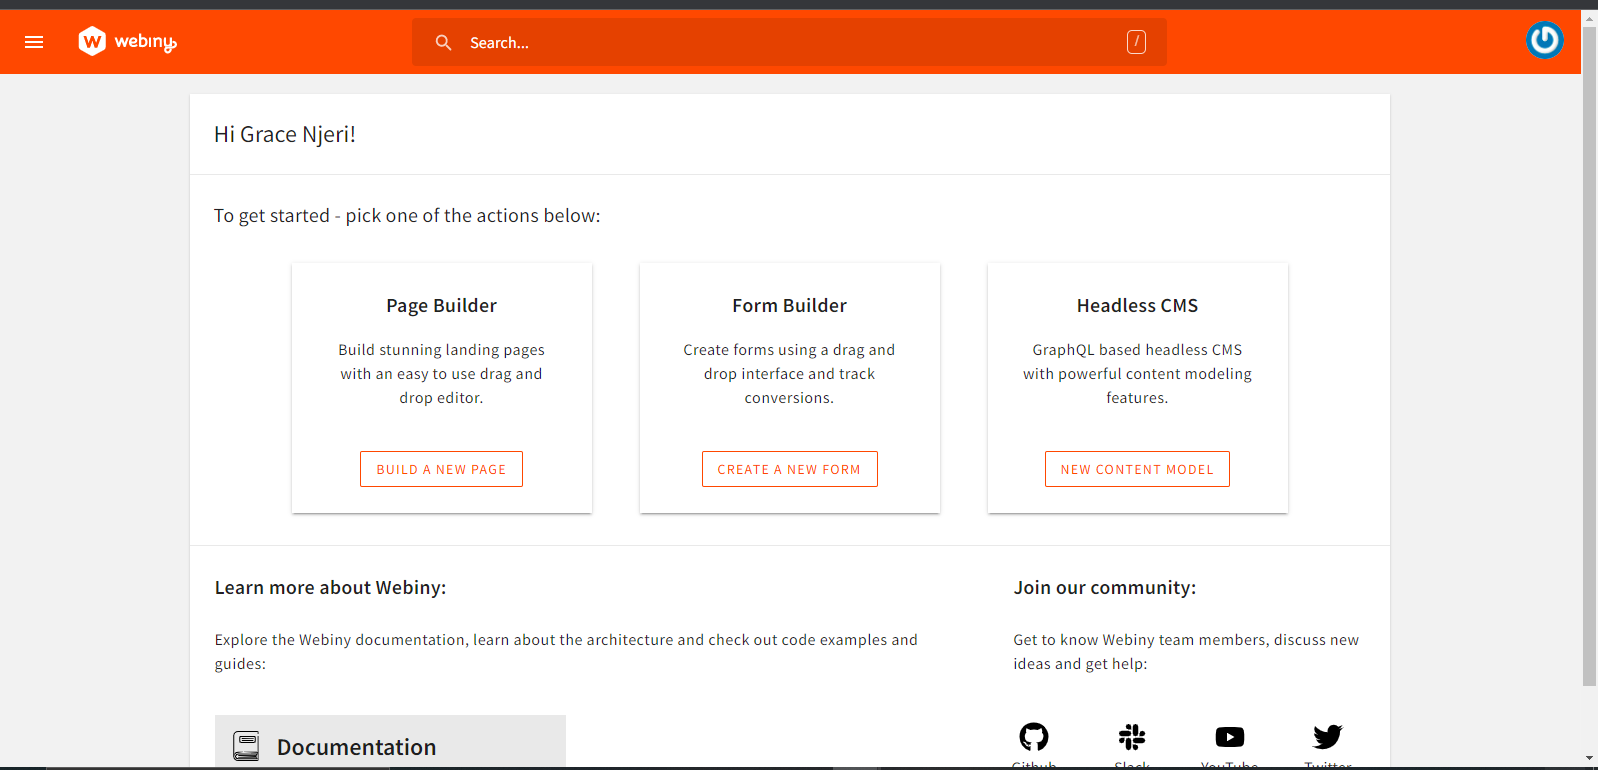 webiny
Search...
/
Hi Grace Njeri!
To get started - pick one of the actions below:
Page Builder
Build stunning landing pages
with an easy to use drag and
drop editor.
BUILD A NEW PAGE
Form Builder
Create forms using a drag and
drop interface and track
conversions.
CREATE A NEW FORM
Headless CMS
GraphQL based headless CMS
with powerful content modeling
features.
NEW CONTENT MODEL
Learn more about Webiny:
Explore the Webiny documentation, learn about the architecture and check out code examples and
guides:
Documentation
Join our community:
Get to know Webiny team members, discuss new
ideas and get help:
Github
Slack
YouTube
Twitter